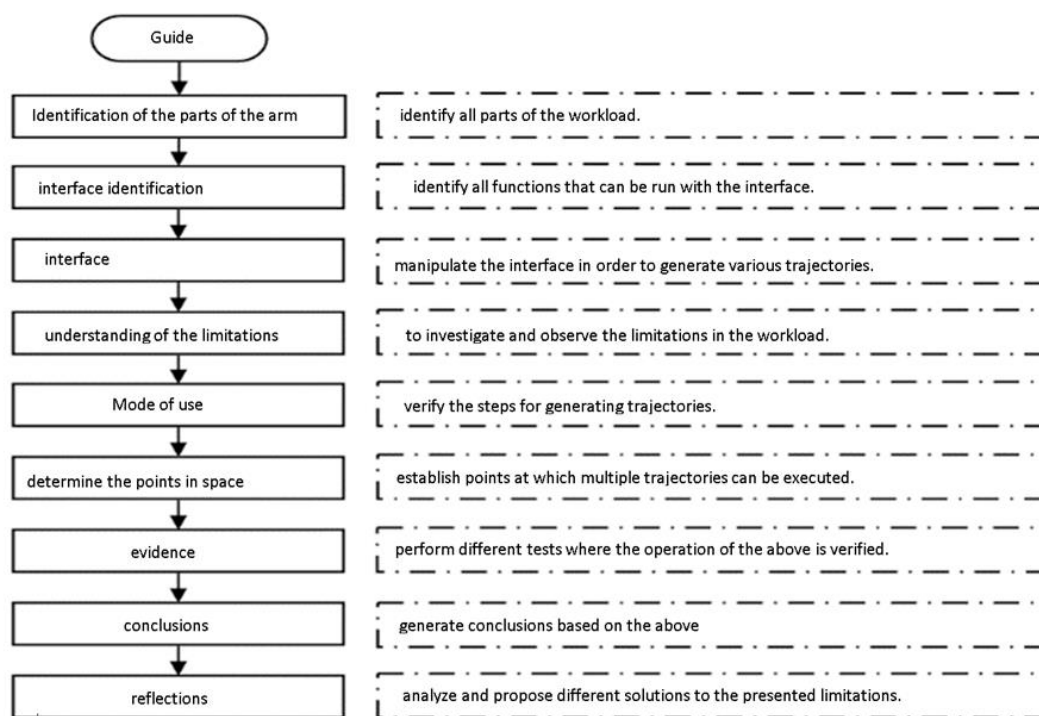 Guide
Identification of the parts of the arm
identify all parts of the workload.
interface identification
identify all functions that can be run with the interface.
interface
manipulate the interface in order to generate various trajectories.
understanding of the limitations
to investigate and observe the limitations in the workload.
Mode of use
verify the steps for generating trajectories.
determine the points in space
establish points at which multiple trajectories can be executed.
evidence
perform different tests where the operation of the above is verified.
conclusions
generate conclusions based on the above
reflections
analyze and propose different solutions to the presented limitations.